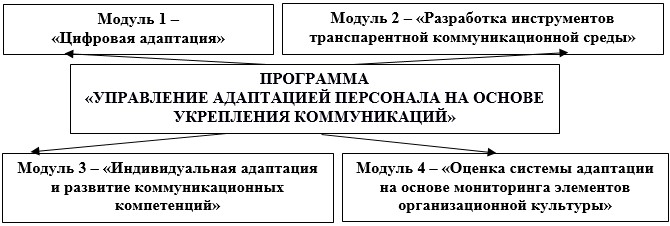 Модуль 1 –
«Цифровая адаптация»
Модуль 2 – «Разработка инструментов
транспарентной коммуникационной среды»
ПРОГРАММА
«УПРАВЛЕНИЕ АДАПТАЦИЕЙ ПЕРСОНАЛА НА ОСНОВЕ
УКРЕПЛЕНИЯ КОММУНИКАЦИЙ»
Модуль 3 – «Индивидуальная адаптация
и развитие коммуникационных
компетенций»
Модуль 4 – «Оценка системы адаптации
на основе мониторинга элементов
организационной культуры»